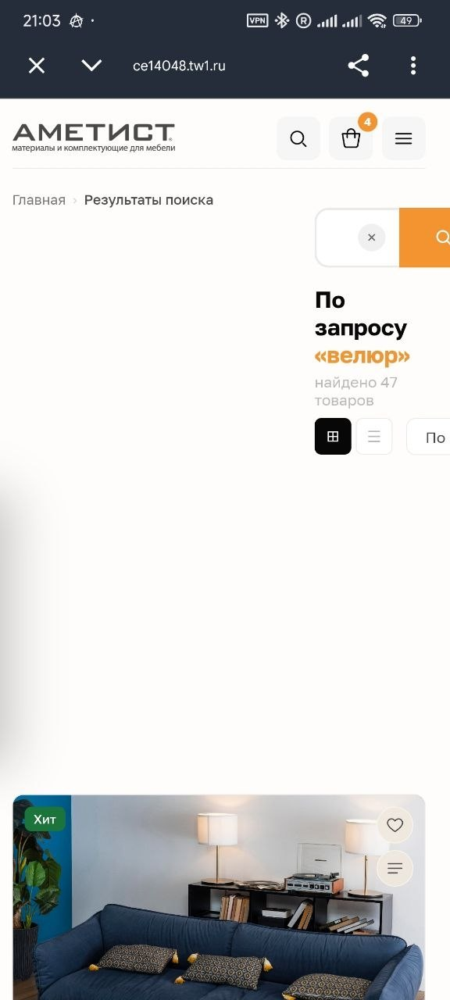 21:03
VPN
R
49
ce14048.tw1.ru
4
АМЕТИСТ
материалы и комплектующие для мебели
Главная › Результаты поиска
По
запросу
«велюр»
найдено 47
товаров
По
Хит